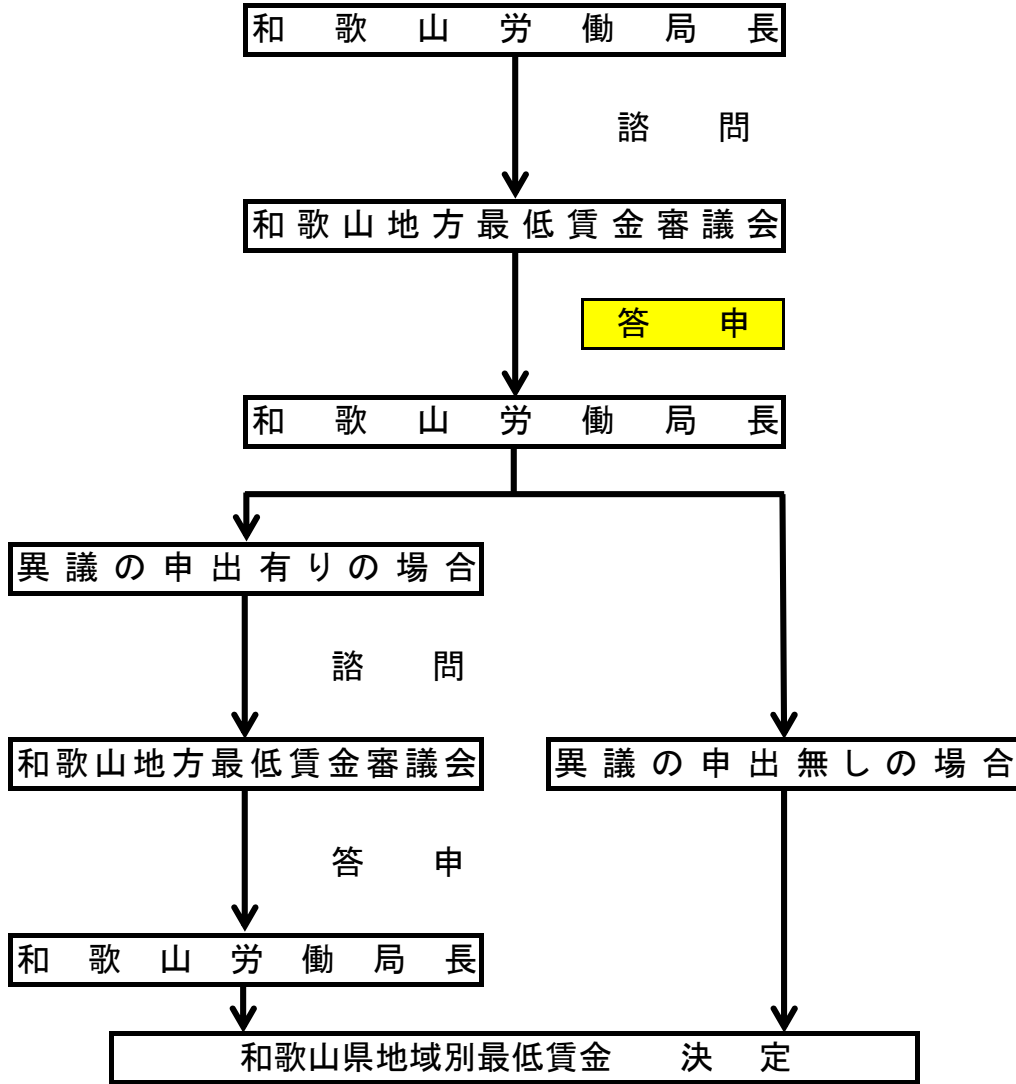 和歌山労働局長
諮問
和歌山地方最低賃金審議会
答申
和歌山労働局長
異議の申出有りの場合
諮問
和歌山地方最低賃金審議会
異議の申出無しの場合
答申
和歌山労働局長
和歌山県地域別最低賃金　決定